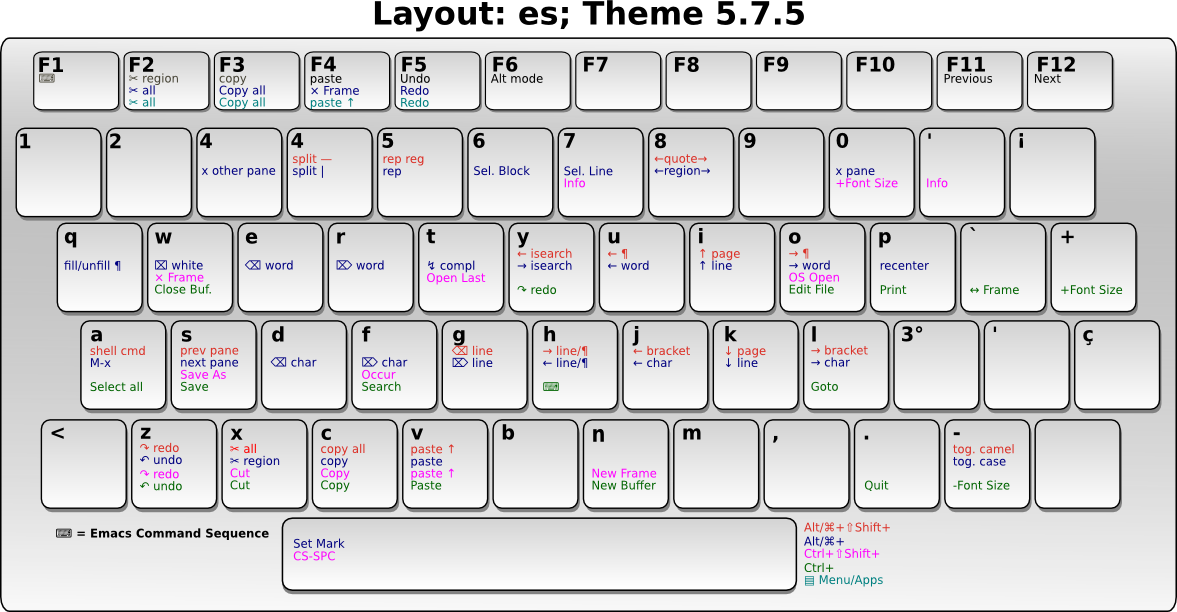 Layout: es; Theme 5.7.5
F1
⌨
F2
✂ region
✂ all
✂ all
F3
copy
Copy all
Copy all
F4
paste
× Frame
paste ↑
F5
Undo
Redo
Redo
F6
Alt mode
F7
F8
F9
F10
F11
Previous
F12
Next
1
2
4
x other pane
4
split —
split |
5
rep reg
rep
6
Sel. Block
7
Sel. Line
Info
8
←quote→
←region→
9
0
x pane
+Font Size
'
Info
¡
q
fill/unfill ¶
w
⌧ white
× Frame
Close Buf.
e
⌫ word
r
⌦ word
t
↯ compl
Open Last
y
← isearch
→ isearch
↷ redo
u
← ¶
← word
i
↑ page
↑ line
o
→ ¶
→ word
OS Open
Edit File
p
recenter
Print
`
↔ Frame
+
+Font Size
a
shell cmd
M-x
Select all
s
prev pane
next pane
Save As
Save
d
⌫ char
f
⌦ char
Occur
Search
g
⌫ line
⌦ line
h
→ line/¶
← line/¶
⌨
j
← bracket
← char
k
↓ page
↓ line
l
→ bracket
→ char
Goto
3°
'
ç
<
z
↷ redo
↶ undo
↷ redo
↶ undo
x
✂ all
✂ region
Cut
Cut
c
copy all
copy
Copy
Copy
v
paste ↑
paste
paste ↑
Paste
b
n
New Frame
New Buffer
m
,
.
Quit
-
tog. camel
tog. case
-Font Size
⌨ = Emacs Command Sequence
Set Mark
CS-SPC
Alt/⌘+⇧Shift+
Alt/⌘+
Ctrl+⇧Shift+
Ctrl+
▤ Menu/Apps